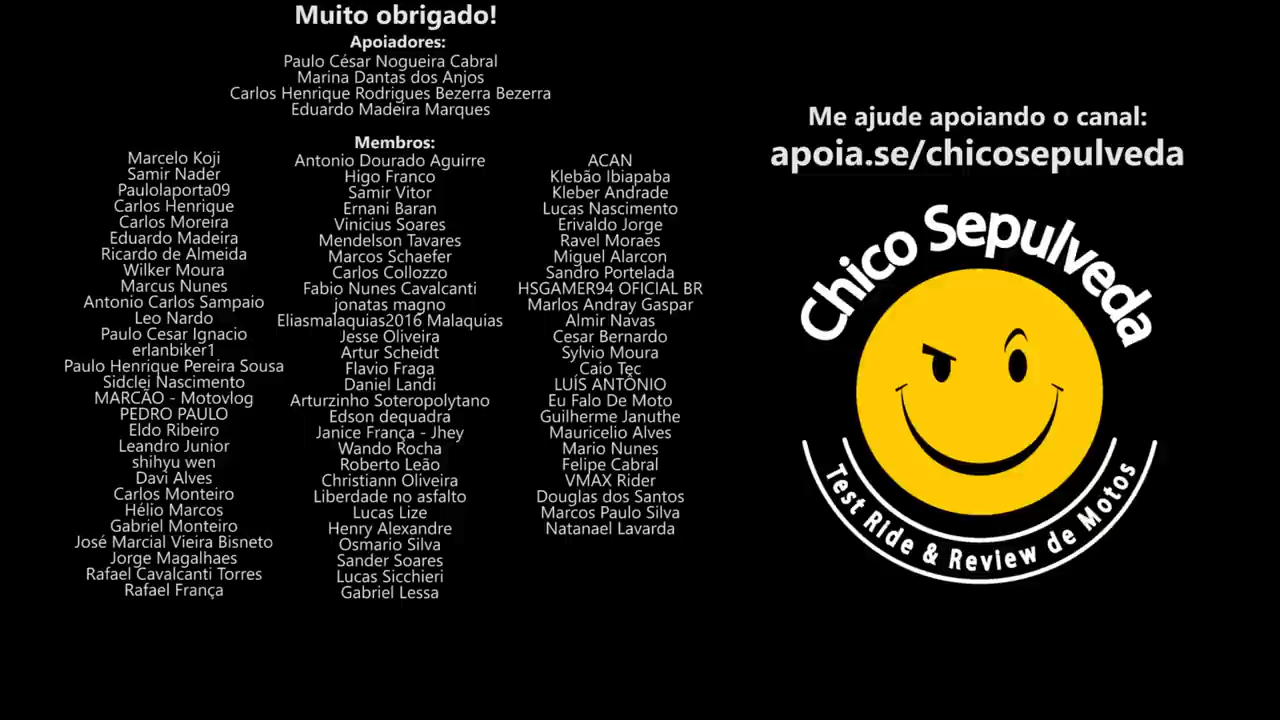 Muito obrigado!
Apoiadores:
Paulo César Nogueira Cabral
Marina Dantas dos Anjos
Carlos Henrique Rodrigues Bezerra Bezerra
Eduardo Madeira Marques
Membros:
Marcelo Koji
Samir Nader
Paulolaporta09
Carlos Henrique
Carlos Moreira
Eduardo Madeira
Ricardo de Almeida
Wilker Moura
Marcus Nunes
Antonio Carlos Sampaio
Leo Nardo
Paulo Cesar Ignacio
erlanbiker1
Paulo Henrique Pereira Sousa
Sidclei Nascimento
MARCÃO - Motovlog
PEDRO PAULO
Eldo Ribeiro
Leandro Junior
shihyu wen
Davi Alves
Carlos Monteiro
Hélio Marcos
Gabriel Monteiro
José Marcial Vieira Bisneto
Jorge Magalhaes
Rafael Cavalcanti Torres
Rafael França
Antonio Dourado Aguirre
Higo Franco
Samir Vitor
Ernani Baran
Vinicius Soares
Mendelson Tavares
Marcos Schaefer
Carlos Collozzo
Fabio Nunes Cavalcanti
jonatas magno
Eliasmalaquias2016 Malaquias
Jesse Oliveira
Artur Scheidt
Flavio Fraga
Daniel Landi
Arturzinho Soteropolytano
Edson dequadra
Janice França - Jhey
Wando Rocha
Roberto Leão
Christiann Oliveira
Liberdade no asfalto
Lucas Lize
Henry Alexandre
Osmario Silva
Sander Soares
Lucas Sicchieri
Gabriel Lessa
ACAN
Klebão Ibiapaba
Kleber Andrade
Lucas Nascimento
Erivaldo Jorge
Ravel Moraes
Miguel Alarcon
Sandro Portelada
HSGAMER94 OFICIAL BR
Marlos Andray Gaspar
Almir Navas
Cesar Bernardo
Sylvio Moura
Caio Tec
LUIS ANTÔNIO
Eu Falo De Moto
Guilherme Januthe
Mauricelio Alves
Mario Nunes
Felipe Cabral
VMAX Rider
Douglas dos Santos
Marcos Paulo Silva
Natanael Lavarda
Me ajude apoiando o canal:
apoia.se/chicosepulveda
Chico Sepulveda
Test Ride & Review de Motos